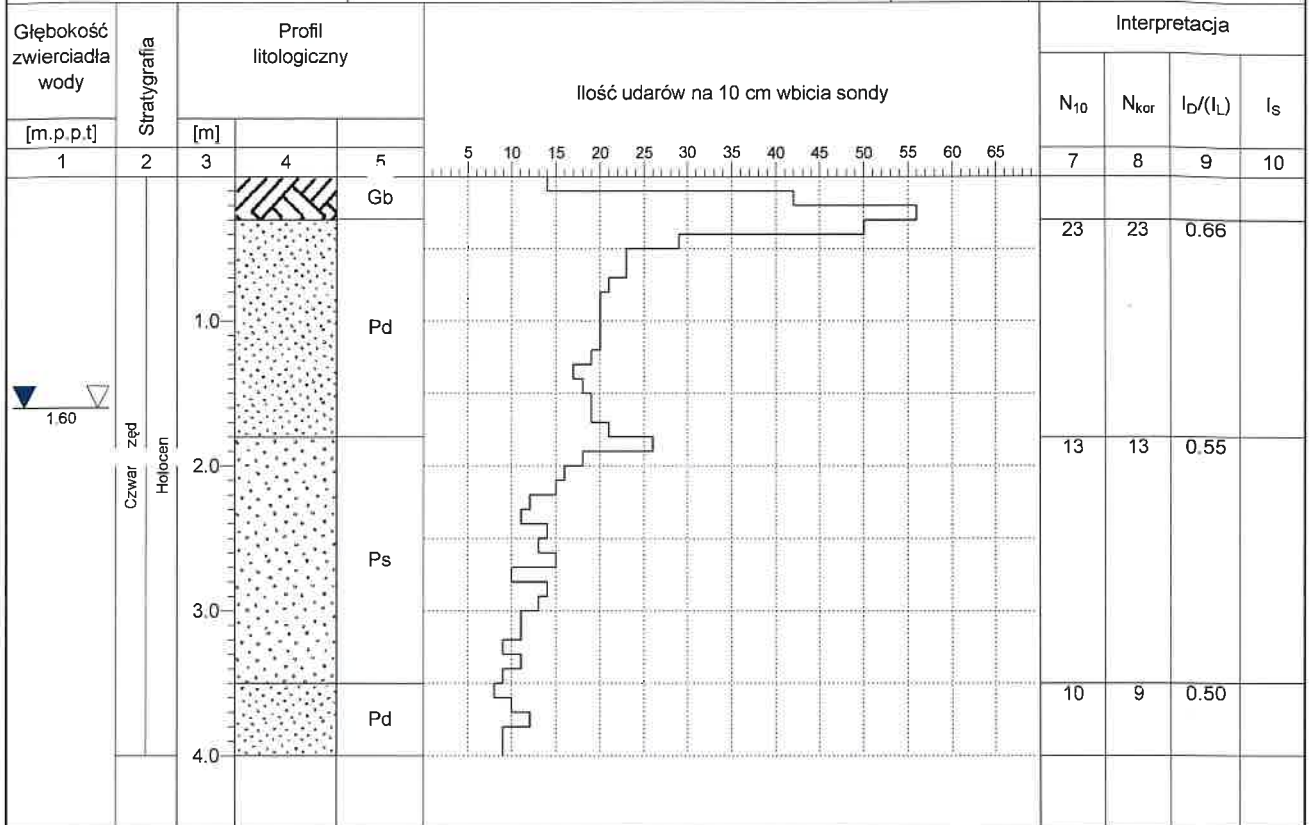 Głębokość
zwierciadła
wody
[m.p.p.t]
Stratygrafia
Profil
litologiczny
[m]
Ilość udarów na 10 cm wbicia sondy
Interpretacja
N10
Nkor
ID/(IL)
IS
1
2
3
4
5
5 10 15 20 25 30 35 40 45 50 55 60 65
7
8
9
10
Gb
23 23 0.66
1.0
Pd
1.60
Czwar zęd
Holocen
13 13 0.55
2.0
Ps
3.0
10 9 0.50
Pd
4.0